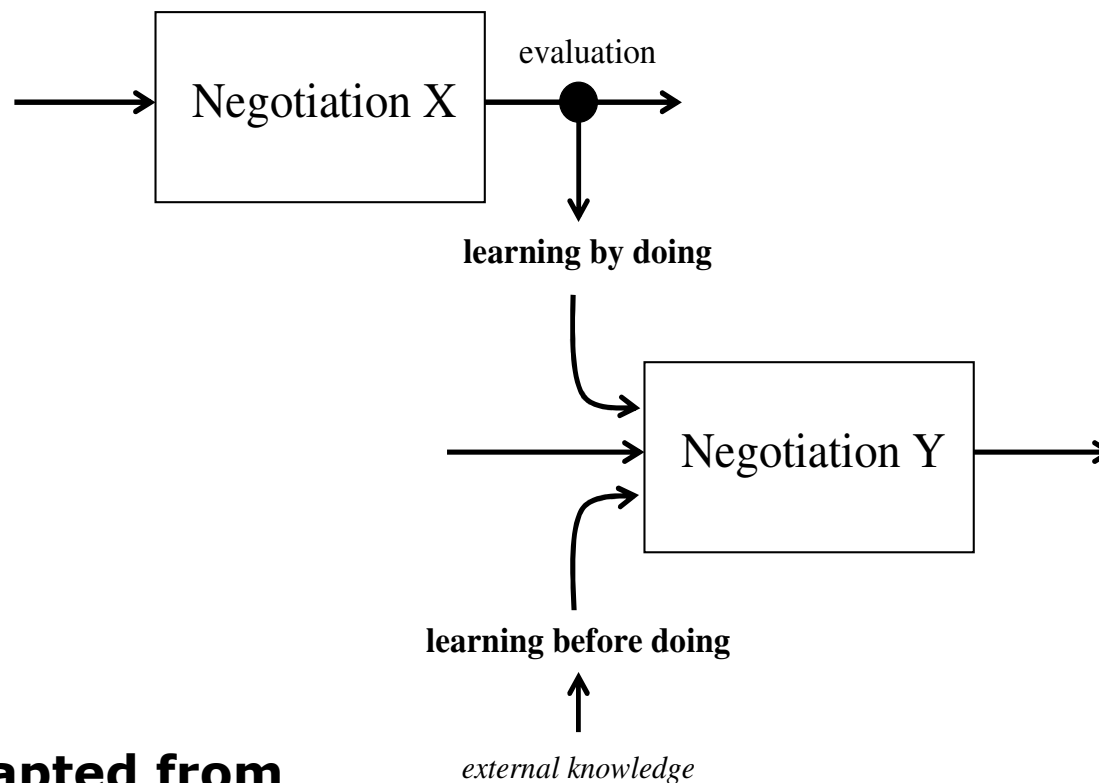 evaluation
Negotiation X
learning by doing
Negotiation Y
learning before doing
external knowledge
apted from